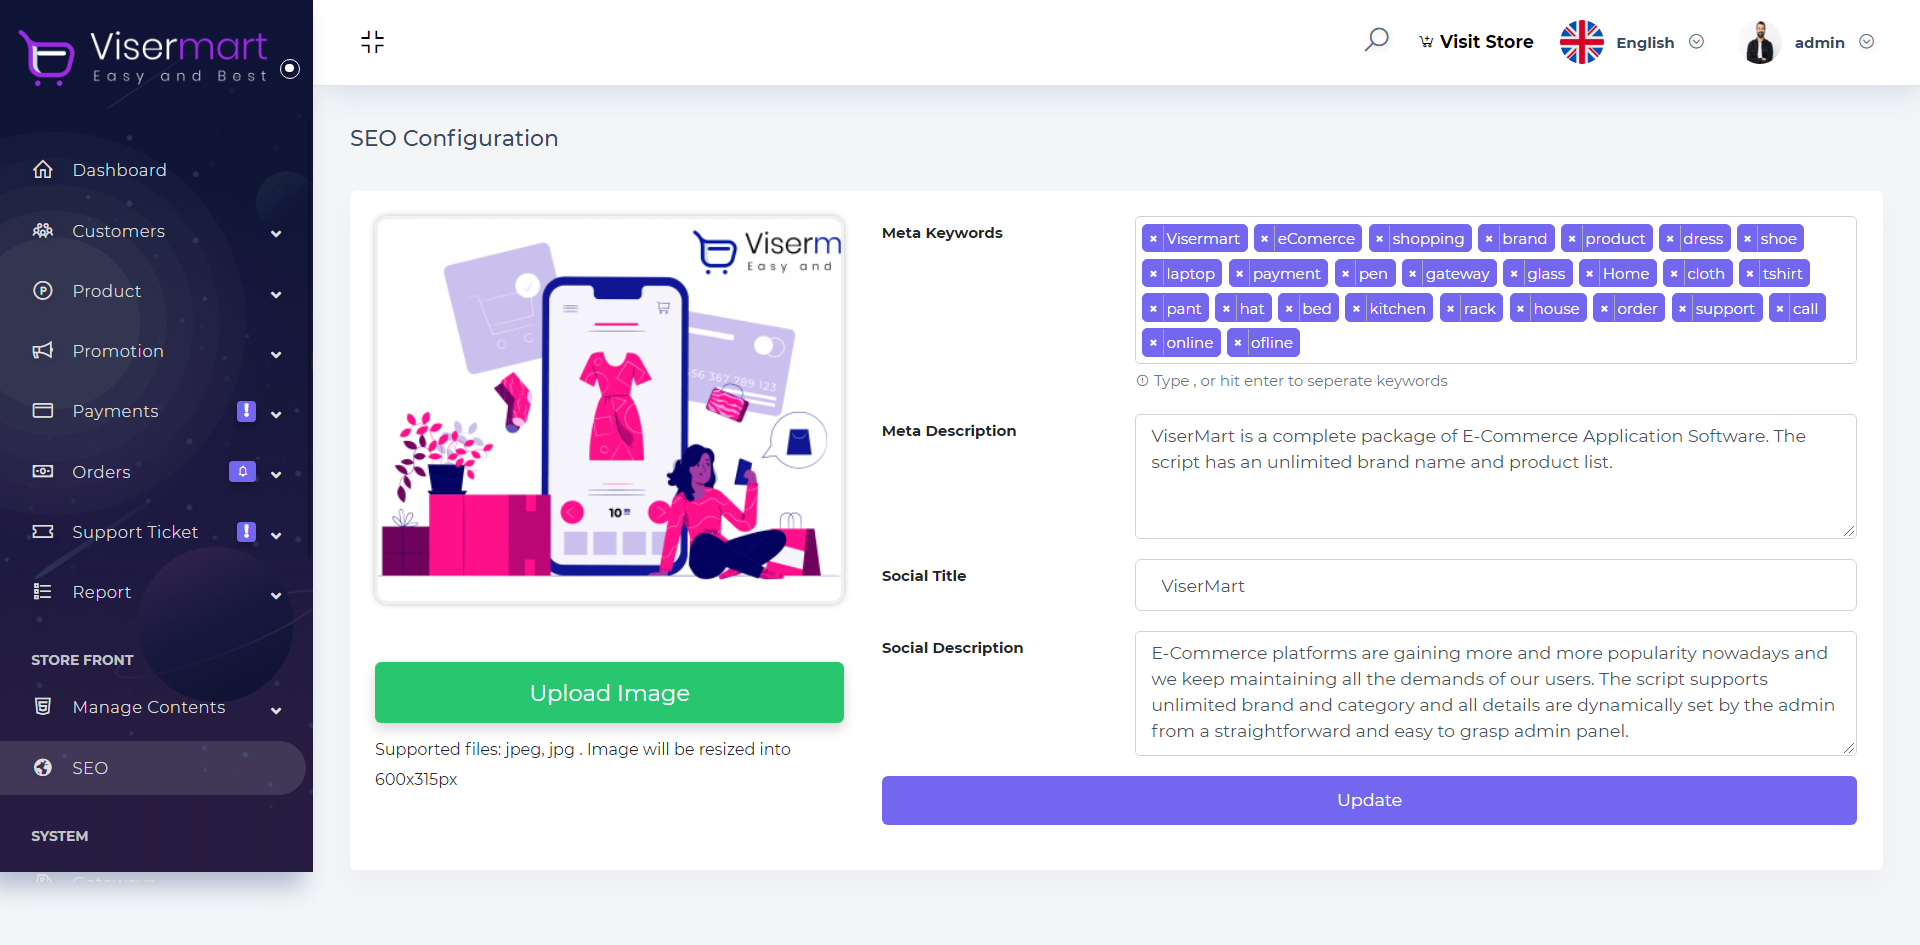 Visermart
Easy and Best
Visit Store
English
admin
SEO Configuration
Dashboard
Customers
Product
Promotion
Payments
Orders
Support Ticket
Report
STORE FRONT
Manage Contents
SEO
SYSTEM
Viserm
Easy and
56 367 789 123
10
Upload Image
Supported files: jpeg, jpg . Image will be resized into
600x315px
Meta Keywords
× Visermart × eComerce × shopping × brand × product × dress × shoe
× laptop × payment × pen × gateway × glass × Home × cloth × tshirt
× pant × hat × bed × kitchen × rack × house × order × support × call
× online × ofline
Type , or hit enter to seperate keywords
Meta Description
ViserMart is a complete package of E-Commerce Application Software. The
script has an unlimited brand name and product list.
Social Title
ViserMart
Social Description
E-Commerce platforms are gaining more and more popularity nowadays and
we keep maintaining all the demands of our users. The script supports
unlimited brand and category and all details are dynamically set by the admin
from a straightforward and easy to grasp admin panel.
Update